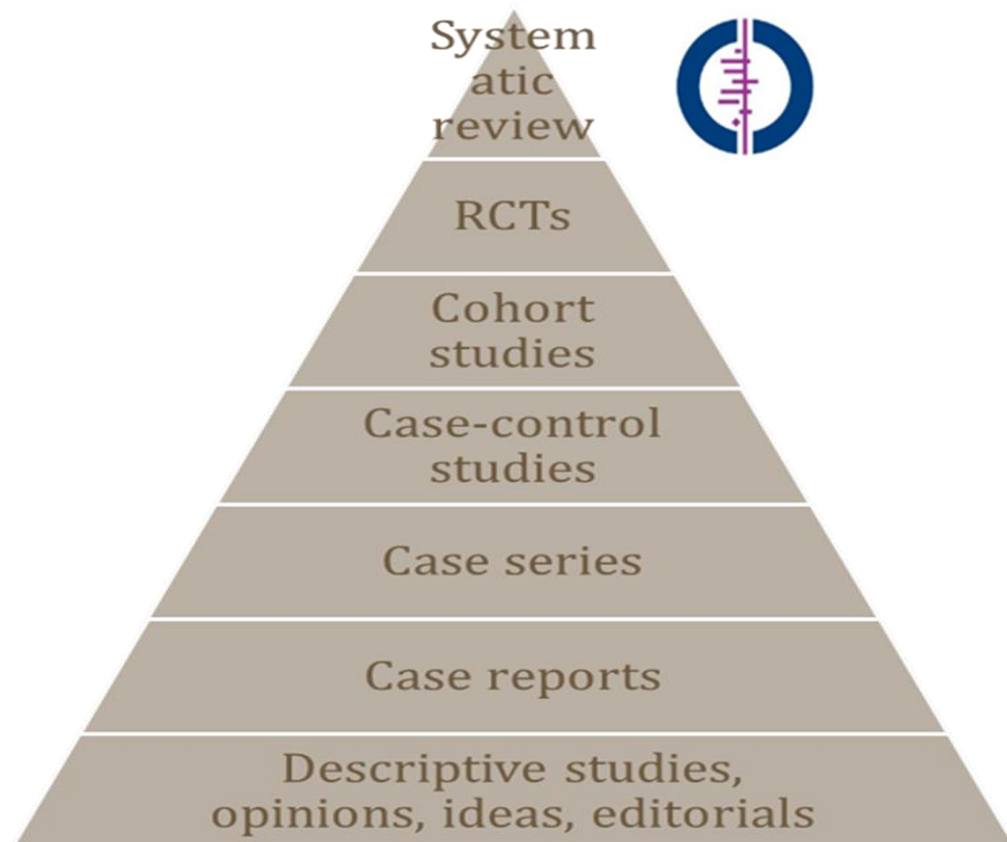 System
atic
review
RCTs
Cohort
studies
Case-control
studies
Case series
Case reports
Descriptive studies,
opinions, ideas, editorials